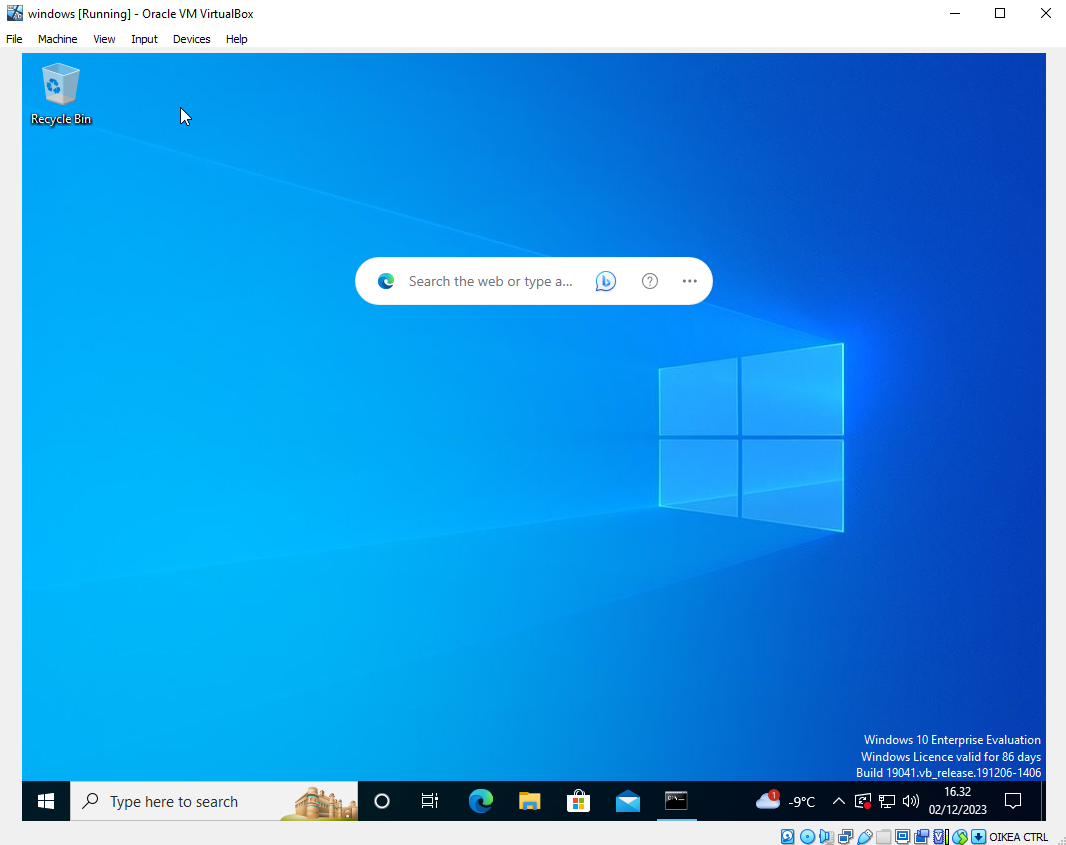 windows [Running] - Oracle VM VirtualBox
File Machine View Input Devices Help
Recycle Bin
Search the web or type a...
Windows 10 Enterprise Evaluation
Windows Licence valid for 86 days
Build 19041.vb_release.191206-1406
Type here to search
1
-9°C
16.32
02/12/2023
OIKEA CTRL